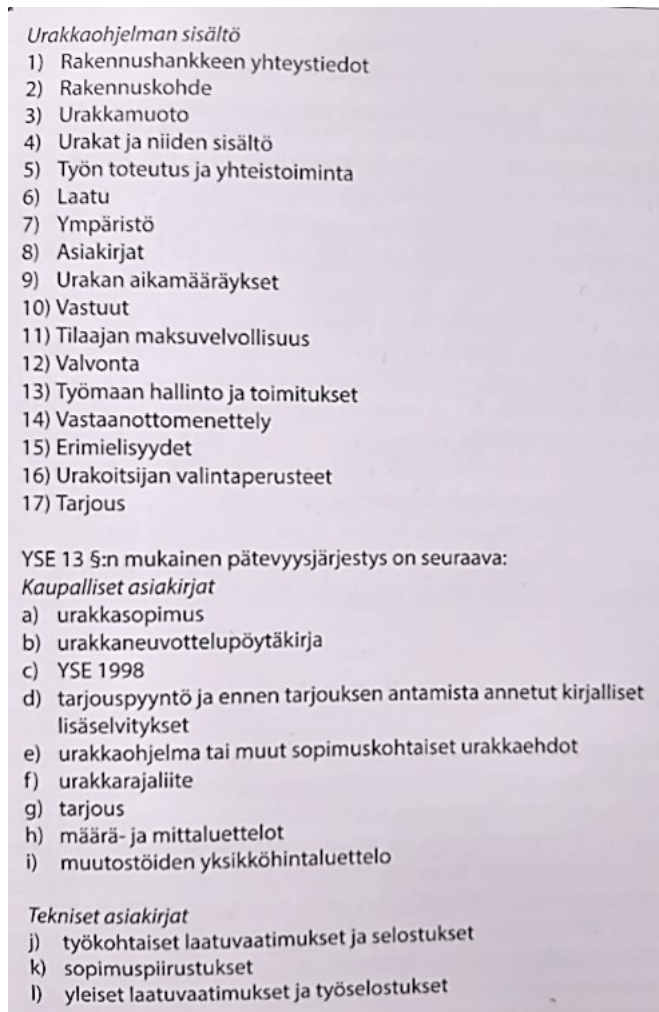 Urakkaohjelman sisältö
1) Rakennushankkeen yhteystiedot
2) Rakennuskohde
3) Urakkamuoto
4) Urakat ja niiden sisältö
5) Työn toteutus ja yhteistoiminta
6) Laatu
7) Ympäristö
8) Asiakirjat
9) Urakan aikamääräykset
10) Vastuut
11) Tilaajan maksuvelvollisuus
12) Valvonta
13) Työmaan hallinto ja toimitukset
14) Vastaanottomenettely
15) Erimielisyydet
16) Urakoitsijan valintaperusteet
17) Tarjous
YSE 13 §:n mukainen pätevyysjärjestys on seuraava:
Kaupalliset asiakirjat
a) urakkasopimus
b) urakkaneuvottelupöytäkirja
c) YSE 1998
d) tarjouspyyntö ja ennen tarjouksen antamista annetut kirjalliset
lisäselvitykset
e) urakkaohjelma tai muut sopimuskohtaiset urakkaehdot
f) urakkarajaliite
g) tarjous
h) määrä- ja mittaluettelot
i) muutostöiden yksikköhintaluettelo
Tekniset asiakirjat
j) työkohtaiset laatuvaatimukset ja selostukset
k) sopimuspiirustukset
l) yleiset laatuvaatimukset ja työselostukset